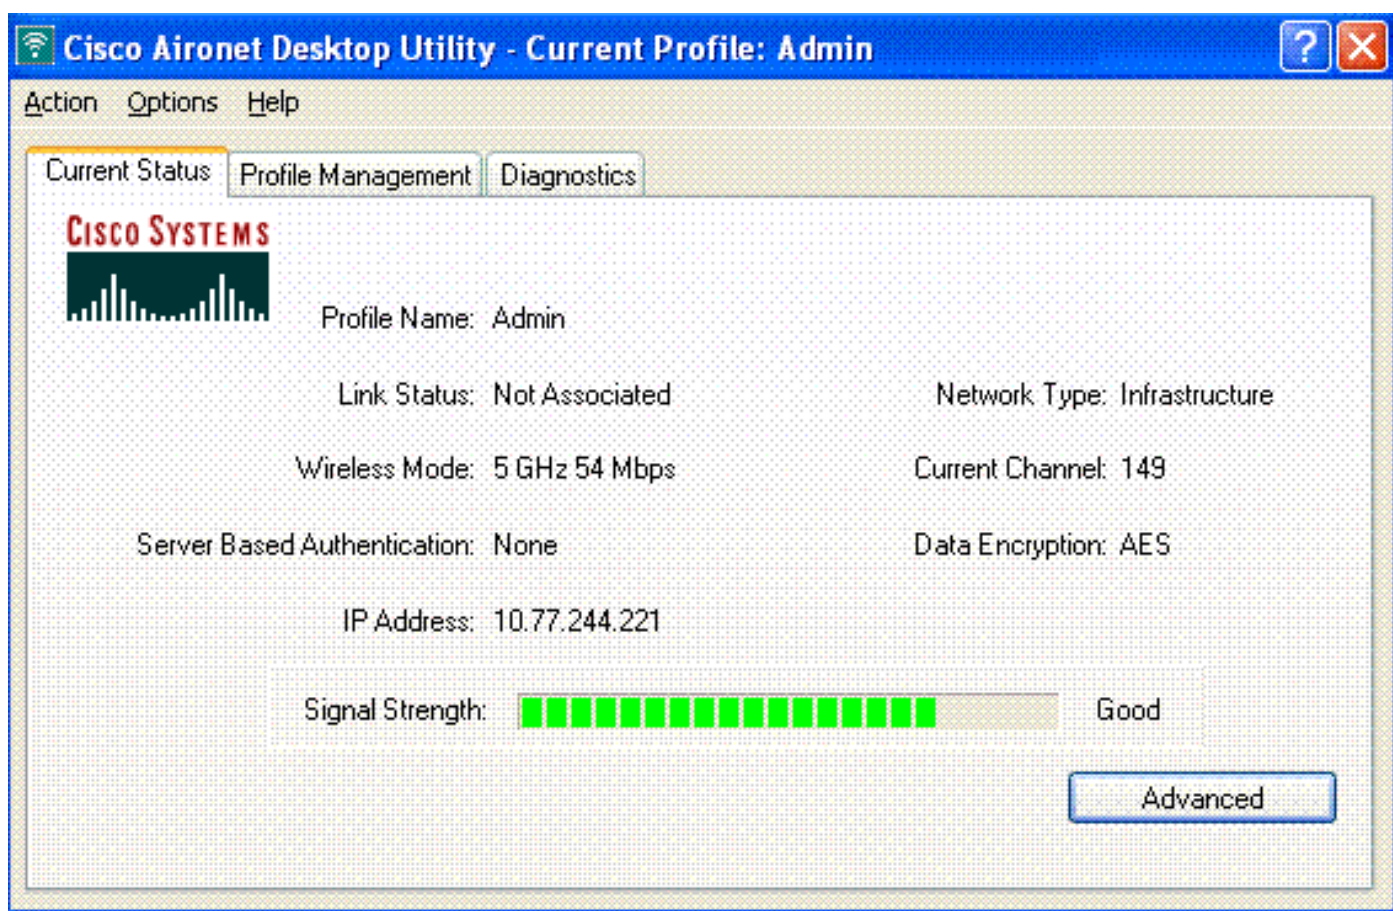 Cisco Aironet Desktop Utility - Current Profile: Admin
?
Action Options Help
Current Status Profile Management Diagnostics
CISCO SYSTEMS
Profile Name: Admin
Link Status: Not Associated Network Type: Infrastructure
Wireless Mode: 5 GHz 54 Mbps Current Channel: 149
Server Based Authentication: None Data Encryption: AES
IP Address: 10.77.244.221
Signal Strength: Good
Advanced